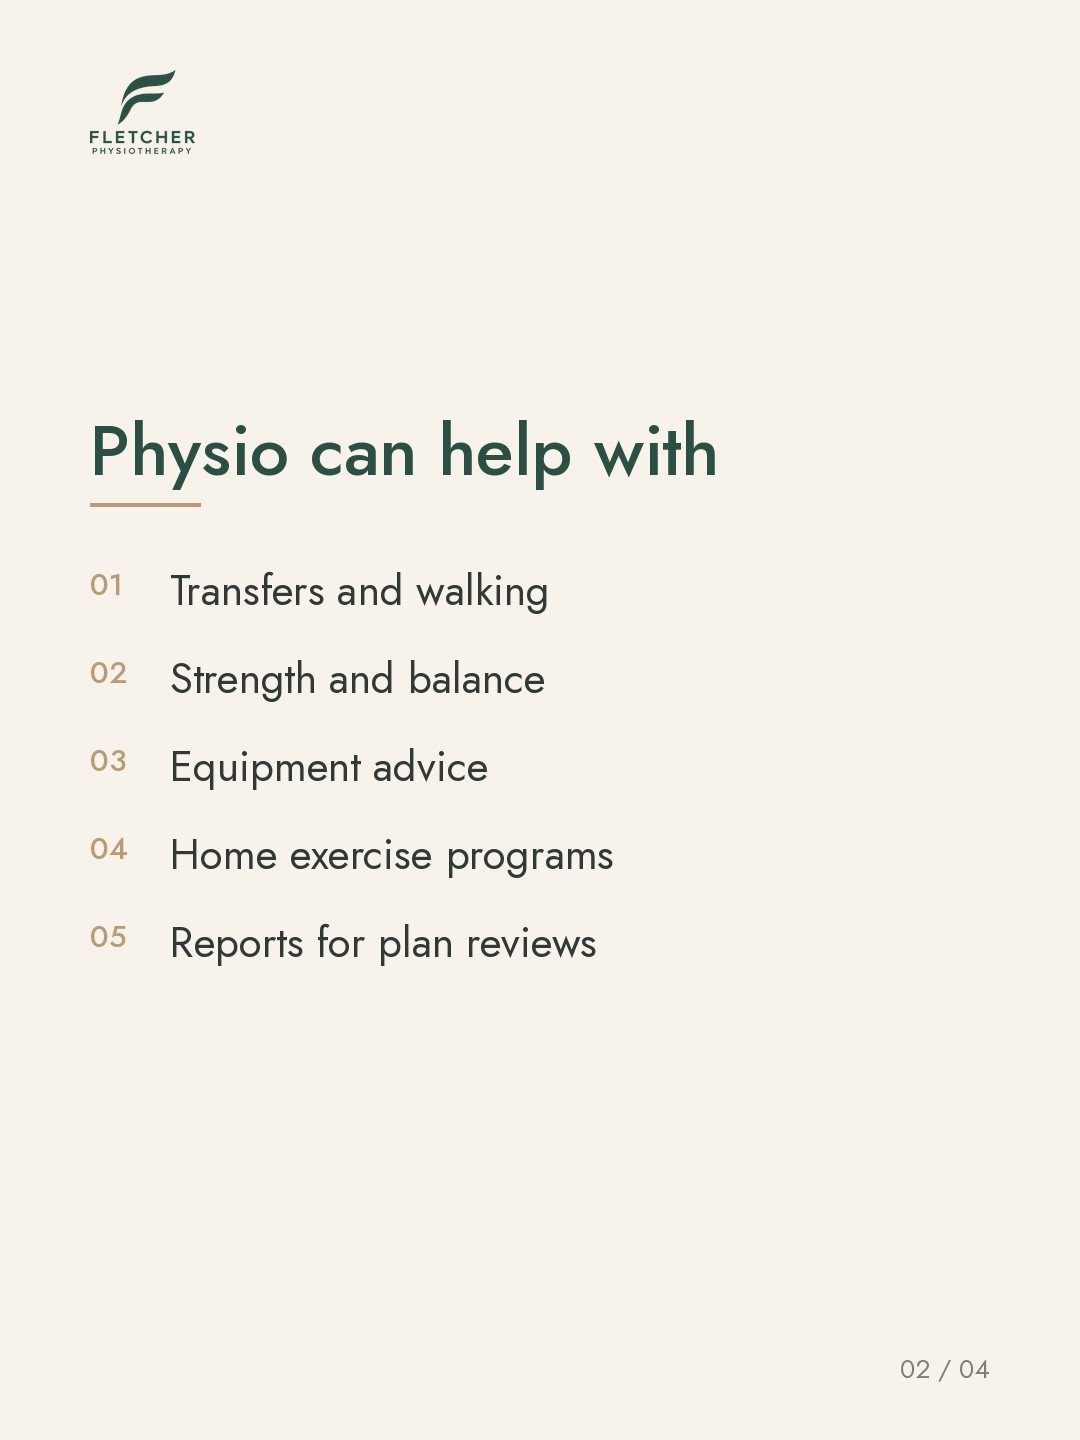 FLETCHER
PHYSIOTHERAPY
Physio can help with
01 Transfers and walking
02 Strength and balance
03 Equipment advice
04 Home exercise programs
05 Reports for plan reviews
02 / 04